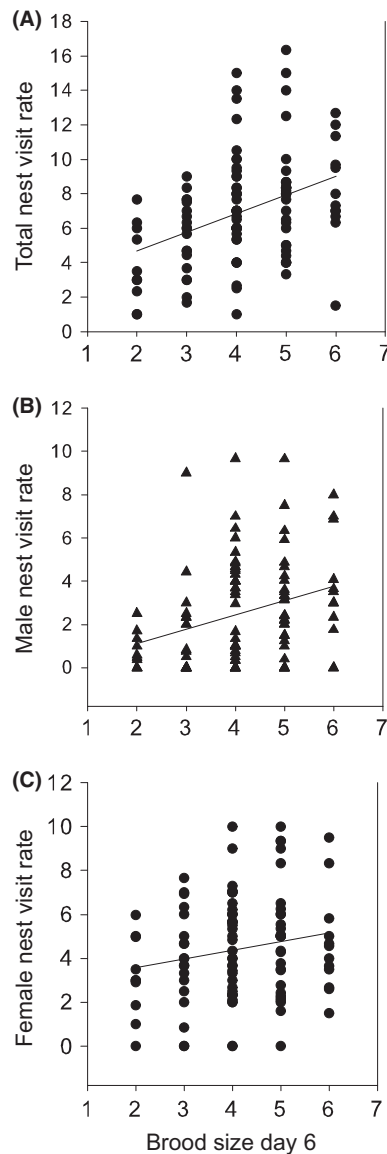 (A)
Total nest visit rate
18
16
14
12
10
8
6
4
2
0
1 2 3 4 5 6 7
(B)
Male nest visit rate
12
10
8
6
4
2
0
1 2 3 4 5 6 7
(C)
Female nest visit rate
12
10
8
6
4
2
0
1 2 3 4 5 6 7
Brood size day 6